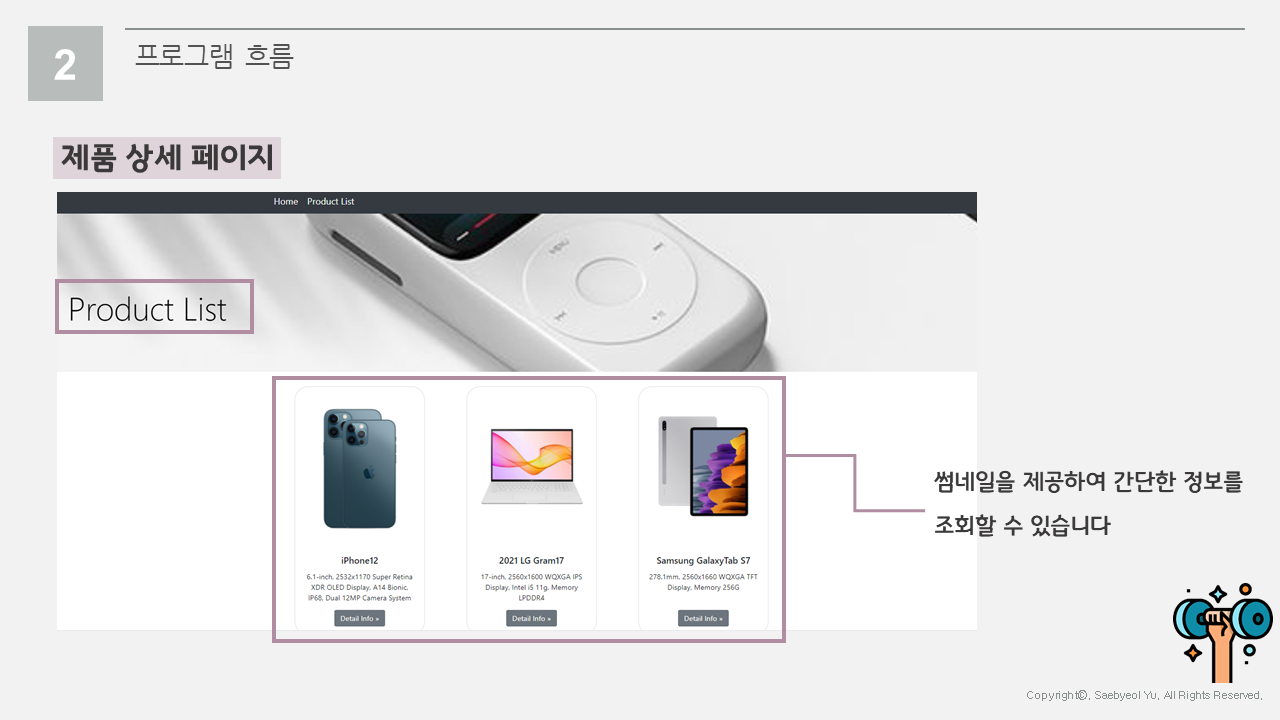 2
프로그램 흐름
제품 상세 페이지
Home Product List
MENU
Product List
iPhone12
6.1-inch, 2532x1170 Super Retina
XDR OLED Display, A14 Bionic,
IP68, Dual 12MP Camera System
Detail Info »
2021 LG Gram17
17-inch, 2560x1600 WQXGA IPS
Display, Intel i5 11g, Memory
LPDDR4
Detail Info »
Samsung GalaxyTab S7
278.1mm, 2560x1660 WQXGA TFT
Display, Memory 256G
Detail Info »
썸네일을 제공하여 간단한 정보를
조회할 수 있습니다
Copyright©, Saebyeol Yu, All Rights Reserved,